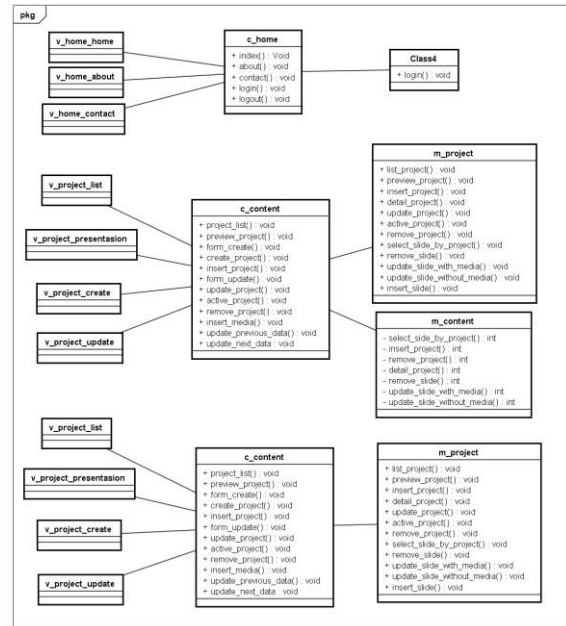 pkg
v_home_home
v_home_about
v_home_contact
c_home
+ index() : Void
+ about() : void
+ contact() : void
+ login() : void
+ logout() : void
Class4
+ login() : void
v_project_list
v_project_presentasion
v_project_create
v_project_update
c_content
+ project_list() : void
+ preview_project() : void
+ form_create() : void
+ create_project() : void
+ insert_project() : void
+ form_update() : void
+ update_project() : void
+ active_project() : void
+ remove_project() : void
+ insert_media() : void
+ update_previous_data() : void
+ update_next_data : void
m_project
+ list_project() : void
+ preview_project() : void
+ insert_project() : void
+ detail_project() : void
+ update_project() : void
+ active_project() : void
+ remove_project() : void
+ select_slide_by_project() : void
+ remove_slide() : void
+ update_slide_with_media() : void
+ update_slide_without_media() : void
+ insert_slide() : void
m_content
- select_side_by_project() : int
- insert_project() : int
- remove_project() : int
- detail_project() : int
- remove_slide() : int
- update_slide_with_media() : int
- update_slide_without_media() : int
v_project_list
v_project_presentasion
v_project_create
v_project_update
c_content
+ project_list() : void
+ preview_project() : void
+ form_create() : void
+ create_project() : void
+ insert_project() : void
+ form_update() : void
+ update_project() : void
+ active_project() : void
+ remove_project() : void
+ insert_media() : void
+ update_previous_data() : void
+ update_next_data : void
m_project
+ list_project() : void
+ preview_project() : void
+ insert_project() : void
+ detail_project() : void
+ update_project() : void
+ active_project() : void
+ remove_project() : void
+ select_slide_by_project() : void
+ remove_slide() : void
+ update_slide_with_media() : void
+ update_slide_without_media() : void
+ insert_slide() : void